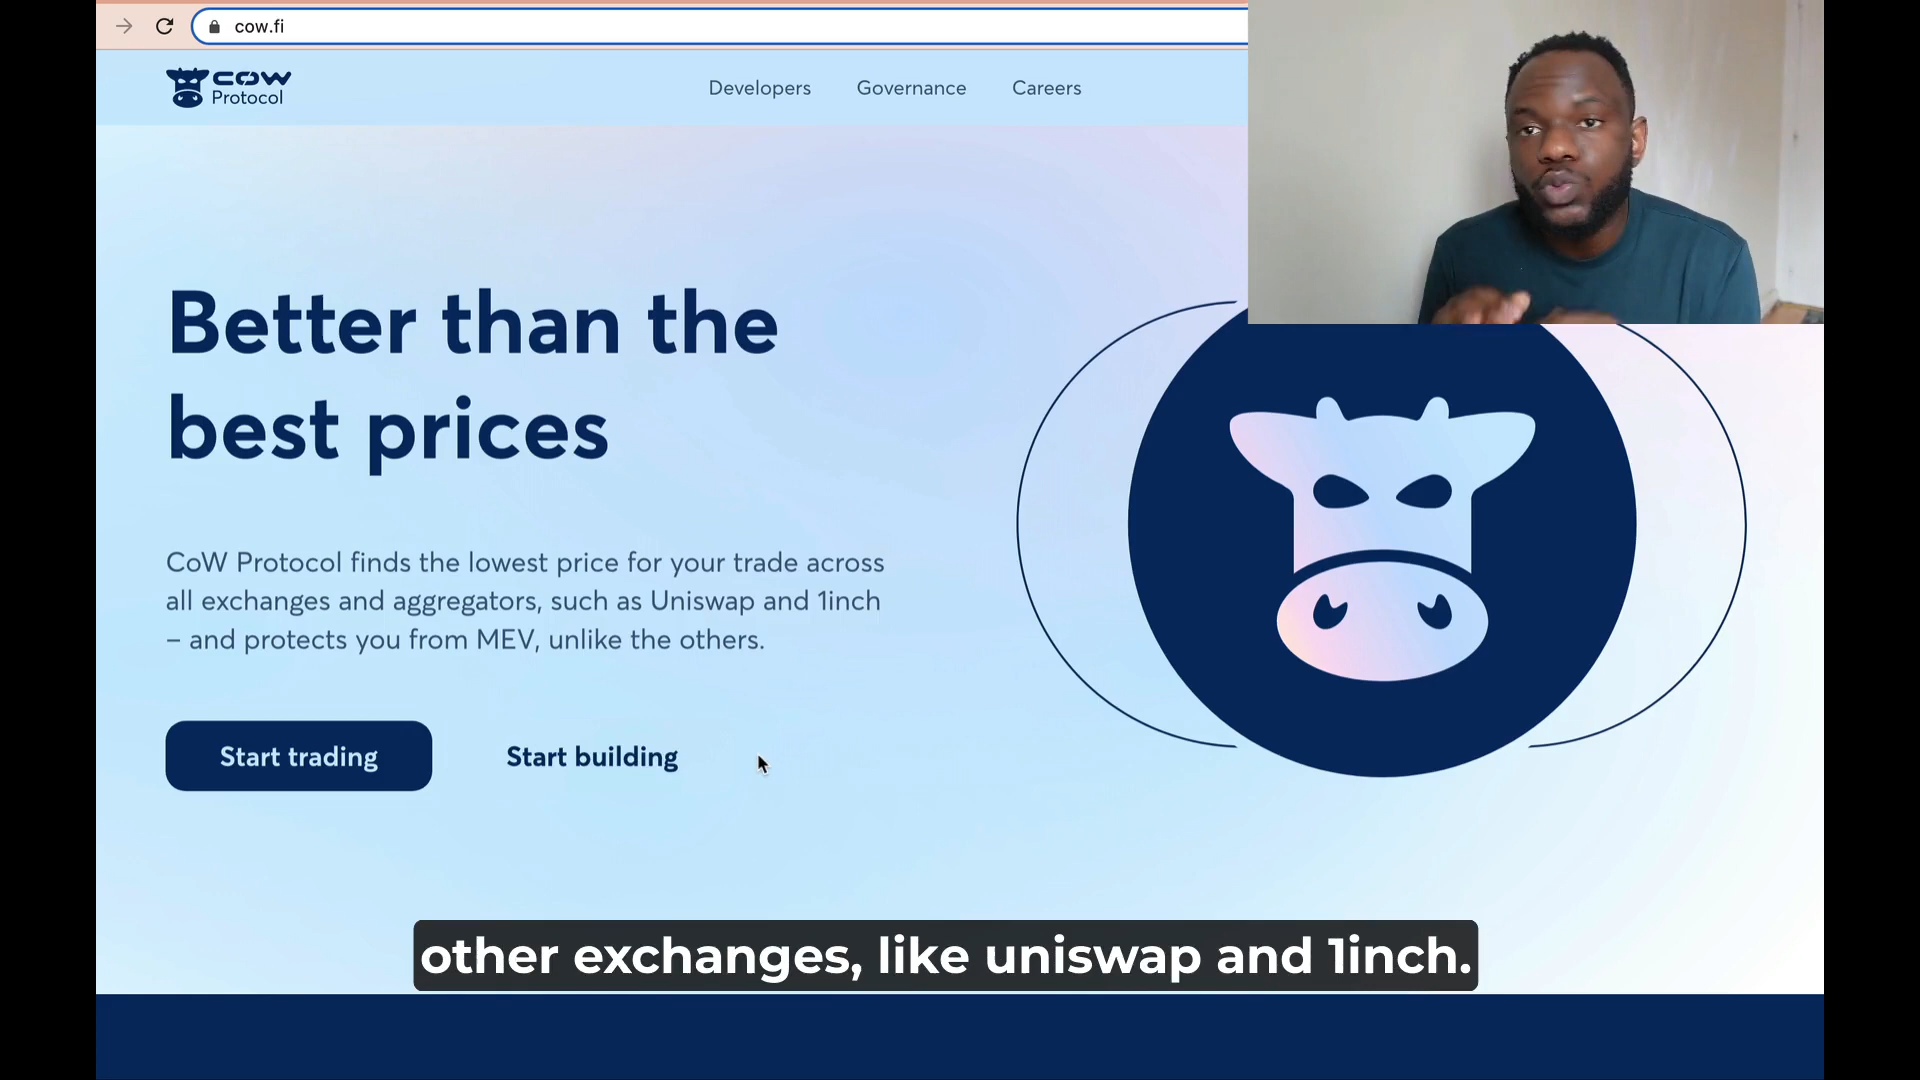 cow.fi
COW
Protocol
Developers
Governance
Careers
Better than the
best prices
CoW Protocol finds the lowest price for your trade across
all exchanges and aggregators, such as Uniswap and 1inch
– and protects you from MEV, unlike the others.
Start trading
Start building
other exchanges, like uniswap and 1inch.